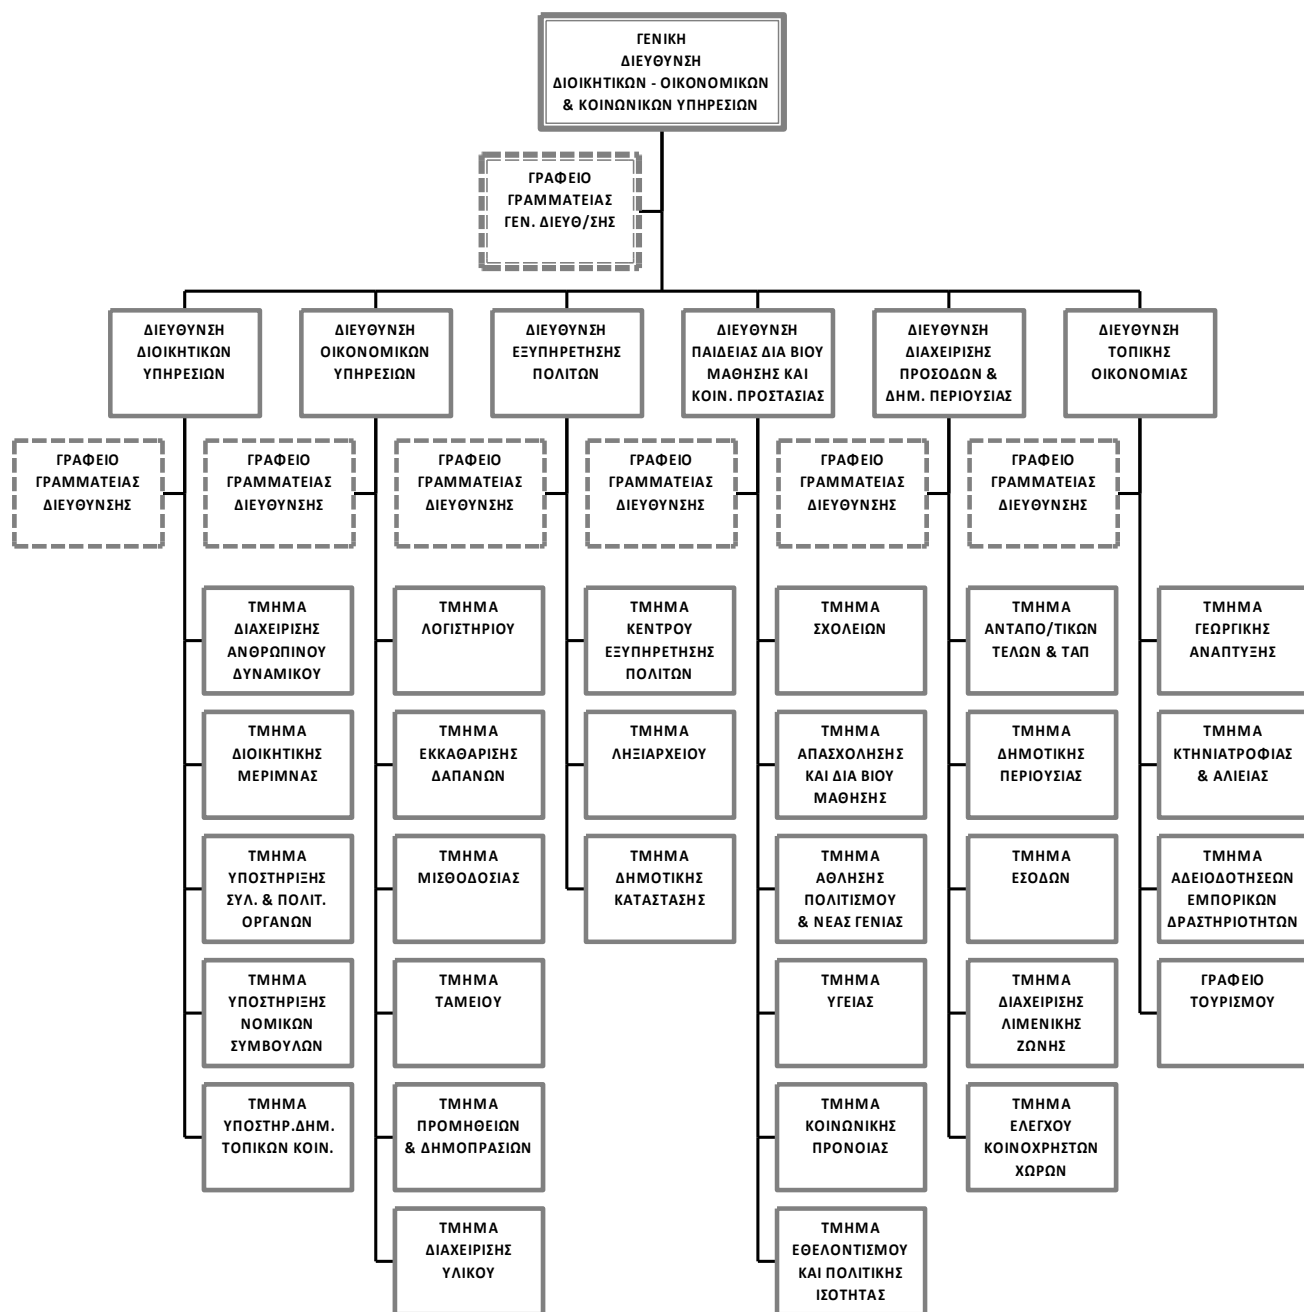 ΓΕΝΙΚΗ
ΔΙΕΥΘΥΝΣΗ
ΔΙΟΙΚΗΤΙΚΩΝ - ΟΙΚΟΝΟΜΙΚΩΝ
& ΚΟΙΝΩΝΙΚΩΝ ΥΠΗΡΕΣΙΩΝ
ΓΡΑΦΕΙΟ
ΓΡΑΜΜΑΤΕΙΑΣ
ΓΕΝ. ΔΙΕΥΘ/ΣΗΣ
ΔΙΕΥΘΥΝΣΗ
ΔΙΟΙΚΗΤΙΚΩΝ
ΥΠΗΡΕΣΙΩΝ
ΔΙΕΥΘΥΝΣΗ
ΟΙΚΟΝΟΜΙΚΩΝ
ΥΠΗΡΕΣΙΩΝ
ΔΙΕΥΘΥΝΣΗ
ΕΞΥΠΗΡΕΤΗΣΗΣ
ΠΟΛΙΤΩΝ
ΔΙΕΥΘΥΝΣΗ
ΠΑΙΔΕΙΑΣ ΔΙΑ ΒΙΟΥ
ΜΑΘΗΣΗΣ ΚΑΙ
ΚΟΙΝ. ΠΡΟΣΤΑΣΙΑΣ
ΔΙΕΥΘΥΝΣΗ
ΔΙΑΧΕΙΡΙΣΗΣ
ΠΡΟΣΟΔΩΝ &
ΔΗΜ. ΠΕΡΙΟΥΣΙΑΣ
ΔΙΕΥΘΥΝΣΗ
ΤΟΠΙΚΗΣ
ΟΙΚΟΝΟΜΙΑΣ
ΓΡΑΦΕΙΟ
ΓΡΑΜΜΑΤΕΙΑΣ
ΔΙΕΥΘΥΝΣΗΣ
ΓΡΑΦΕΙΟ
ΓΡΑΜΜΑΤΕΙΑΣ
ΔΙΕΥΘΥΝΣΗΣ
ΓΡΑΦΕΙΟ
ΓΡΑΜΜΑΤΕΙΑΣ
ΔΙΕΥΘΥΝΣΗΣ
ΓΡΑΦΕΙΟ
ΓΡΑΜΜΑΤΕΙΑΣ
ΔΙΕΥΘΥΝΣΗΣ
ΓΡΑΦΕΙΟ
ΓΡΑΜΜΑΤΕΙΑΣ
ΔΙΕΥΘΥΝΣΗΣ
ΓΡΑΦΕΙΟ
ΓΡΑΜΜΑΤΕΙΑΣ
ΔΙΕΥΘΥΝΣΗΣ
ΤΜΗΜΑ
ΔΙΑΧΕΙΡΙΣΗΣ
ΑΝΘΡΩΠΙΝΟΥ
ΔΥΝΑΜΙΚΟΥ
ΤΜΗΜΑ
ΛΟΓΙΣΤΗΡΙΟΥ
ΤΜΗΜΑ
ΚΕΝΤΡΟΥ
ΕΞΥΠΗΡΕΤΗΣΗΣ
ΠΟΛΙΤΩΝ
ΤΜΗΜΑ
ΣΧΟΛΕΙΩΝ
ΤΜΗΜΑ
ΑΝΤΑΠΟ/ΤΙΚΩΝ
ΤΕΛΩΝ & ΤΑΠ
ΤΜΗΜΑ
ΓΕΩΡΓΙΚΗΣ
ΑΝΑΠΤΥΞΗΣ
ΤΜΗΜΑ
ΔΙΟΙΚΗΤΙΚΗΣ
ΜΕΡΙΜΝΑΣ
ΤΜΗΜΑ
ΕΚΚΑΘΑΡΙΣΗΣ
ΔΑΠΑΝΩΝ
ΤΜΗΜΑ
ΛΗΞΙΑΡΧΕΙΟΥ
ΤΜΗΜΑ
ΑΠΑΣΧΟΛΗΣΗΣ
ΚΑΙ ΔΙΑ ΒΙΟΥ
ΜΑΘΗΣΗΣ
ΤΜΗΜΑ
ΔΗΜΟΤΙΚΗΣ
ΠΕΡΙΟΥΣΙΑΣ
ΤΜΗΜΑ
ΚΤΗΝΙΑΤΡΟΦΙΑΣ
& ΑΛΙΕΙΑΣ
ΤΜΗΜΑ
ΥΠΟΣΤΗΡΙΞΗΣ
ΣΥΛ. & ΠΟΛΙΤ.
ΟΡΓΑΝΩΝ
ΤΜΗΜΑ
ΜΙΣΘΟΔΟΣΙΑΣ
ΤΜΗΜΑ
ΔΗΜΟΤΙΚΗΣ
ΚΑΤΑΣΤΑΣΗΣ
ΤΜΗΜΑ
ΑΘΛΗΣΗΣ
ΠΟΛΙΤΙΣΜΟΥ
& ΝΕΑΣ ΓΕΝΙΑΣ
ΤΜΗΜΑ
ΕΣΟΔΩΝ
ΤΜΗΜΑ
ΑΔΕΙΟΔΟΤΗΣΕΩΝ
ΕΜΠΟΡΙΚΩΝ
ΔΡΑΣΤΗΡΙΟΤΗΤΩΝ
ΤΜΗΜΑ
ΥΠΟΣΤΗΡΙΞΗΣ
ΝΟΜΙΚΩΝ
ΣΥΜΒΟΥΛΩΝ
ΤΜΗΜΑ
ΤΑΜΕΙΟΥ
ΤΜΗΜΑ
ΥΓΕΙΑΣ
ΤΜΗΜΑ
ΔΙΑΧΕΙΡΙΣΗΣ
ΛΙΜΕΝΙΚΗΣ
ΖΩΝΗΣ
ΓΡΑΦΕΙΟ
ΤΟΥΡΙΣΜΟΥ
ΤΜΗΜΑ
ΥΠΟΣΤΗΡ.ΔΗΜ.
ΤΟΠΙΚΩΝ ΚΟΙΝ.
ΤΜΗΜΑ
ΠΡΟΜΗΘΕΙΩΝ
& ΔΗΜΟΠΡΑΣΙΩΝ
ΤΜΗΜΑ
ΚΟΙΝΩΝΙΚΗΣ
ΠΡΟΝΟΙΑΣ
ΤΜΗΜΑ
ΕΛΕΓΧΟΥ
ΚΟΙΝΟΧΡΗΣΤΩΝ
ΧΩΡΩΝ
ΤΜΗΜΑ
ΔΙΑΧΕΙΡΙΣΗΣ
ΥΛΙΚΟΥ
ΤΜΗΜΑ
ΕΘΕΛΟΝΤΙΣΜΟΥ
ΚΑΙ ΠΟΛΙΤΙΚΗΣ
ΙΣΟΤΗΤΑΣ